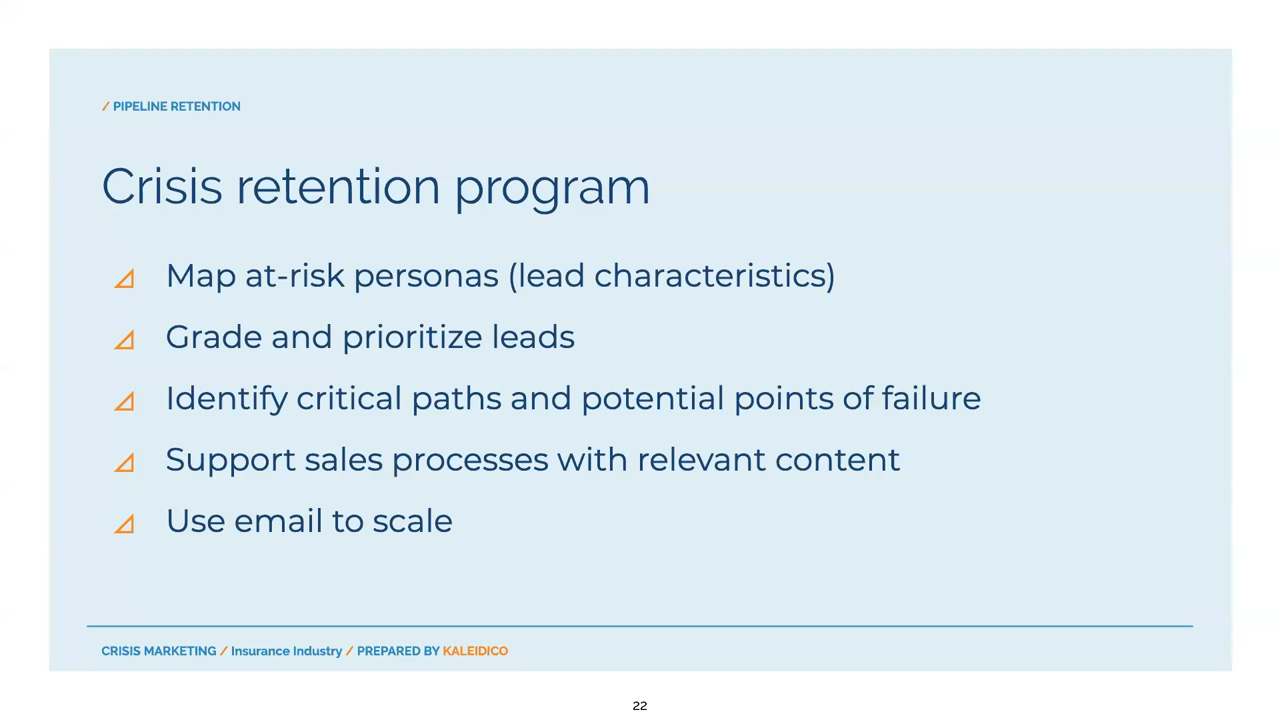 / PIPELINE RETENTION
Crisis retention program
Map at-risk personas (lead characteristics)
Grade and prioritize leads
Identify critical paths and potential points of failure
Support sales processes with relevant content
Use email to scale
CRISIS MARKETING / Insurance Industry / PREPARED BY KALEIDICO
22